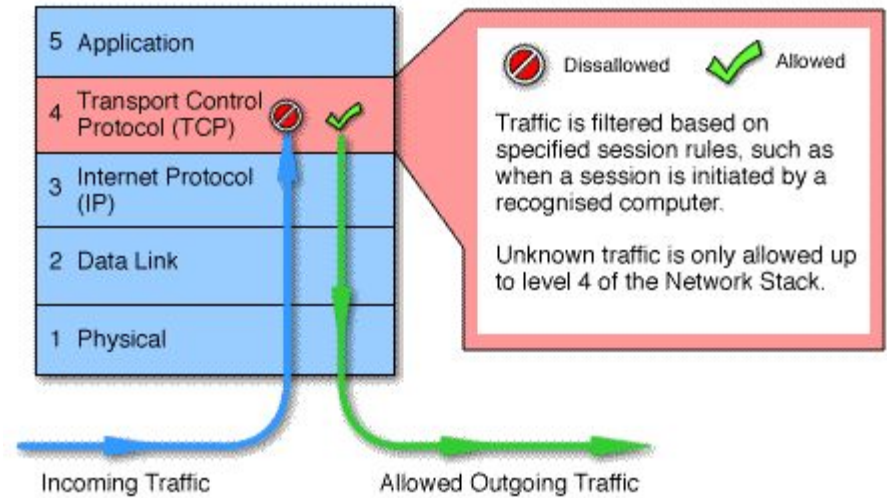 5 Application
4 Transport Control
Protocol (TCP)
3 Internet Protocol
(IP)
2 Data Link
1 Physical
Incoming Traffic
Allowed Outgoing Traffic
Dissallowed
Allowed
Traffic is filtered based on
specified session rules, such as
when a session is initiated by a
recognised computer.
Unknown traffic is only allowed up
to level 4 of the Network Stack.